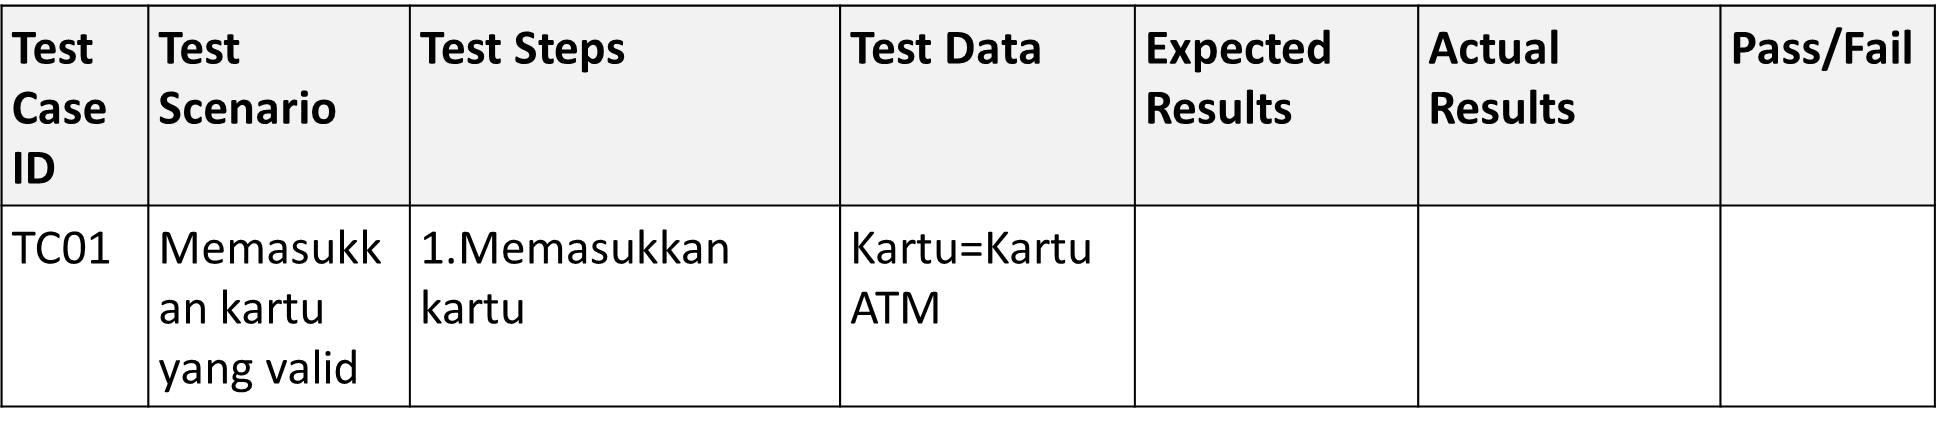 Test Case ID
Test Scenario
Test Steps
Test Data
Expected Results
Actual Results
Pass/Fail
TC01
Memasukk
an kartu
yang valid
1.Memasukkan
kartu
Kartu=Kartu
ATM